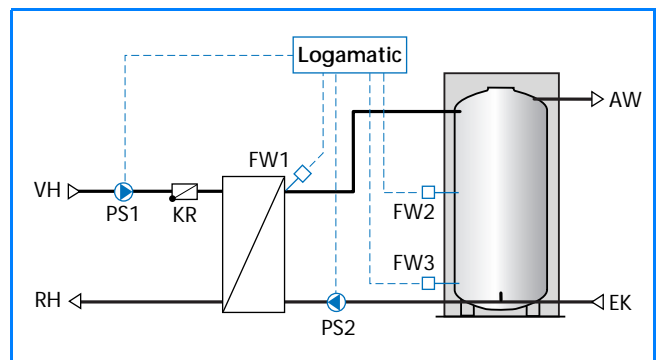 Logamatic
AW
FW1
VH
PS1
KR
FW2
FW3
RH
PS2
EK